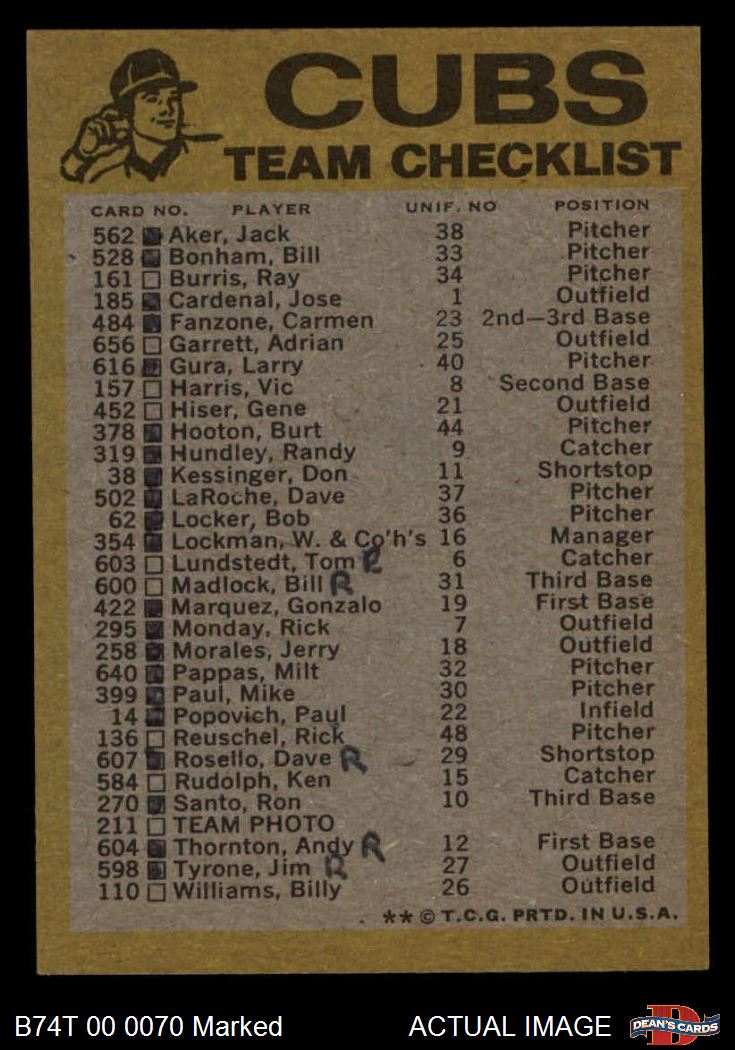 CUBS
TEAM CHECKLIST
CARD NO. PLAYER UNIF. NO POSITION
562 Aker, Jack 38 Pitcher
528 Bonham, Bill 33 Pitcher
161 Burris, Ray 34 Pitcher
185 Cardenal, Jose 1 Outfield
484 Fanzone, Carmen 23 2nd—3rd Base
656 Garrett, Adrian 25 Outfield
616 Gura, Larry 40 Pitcher
157 Harris, Vic 8 Second Base
452 Hiser, Gene 21 Outfield
378 Hooton, Burt 44 Pitcher
319 Hundley, Randy 9 Catcher
38 Kessinger, Don 11 Shortstop
502 LaRoche, Dave 37 Pitcher
62 Locker, Bob 36 Pitcher
354 Lockman, W. & Co'h's 16 Manager
603 Lundstedt, Tom R 6 Catcher
600 Madlock, Bill R 31 Third Base
422 Marquez, Gonzalo 19 First Base
295 Monday, Rick 7 Outfield
258 Morales, Jerry 18 Outfield
640 Pappas, Milt 32 Pitcher
399 Paul, Mike 30 Pitcher
14 Popovich, Paul 22 Infield
136 Reuschel, Rick 48 Pitcher
607 Rosello, Dave R 29 Shortstop
584 Rudolph, Ken 15 Catcher
270 Santo, Ron 10 Third Base
211 TEAM PHOTO
604 Thornton, Andy R 12 First Base
598 Tyrone, Jim R 27 Outfield
110 Williams, Billy 26 Outfield
** © T.C.G. PRTD. IN U.S.A.
B74T 00 0070 Marked ACTUAL IMAGE D DEAN'S CARDS